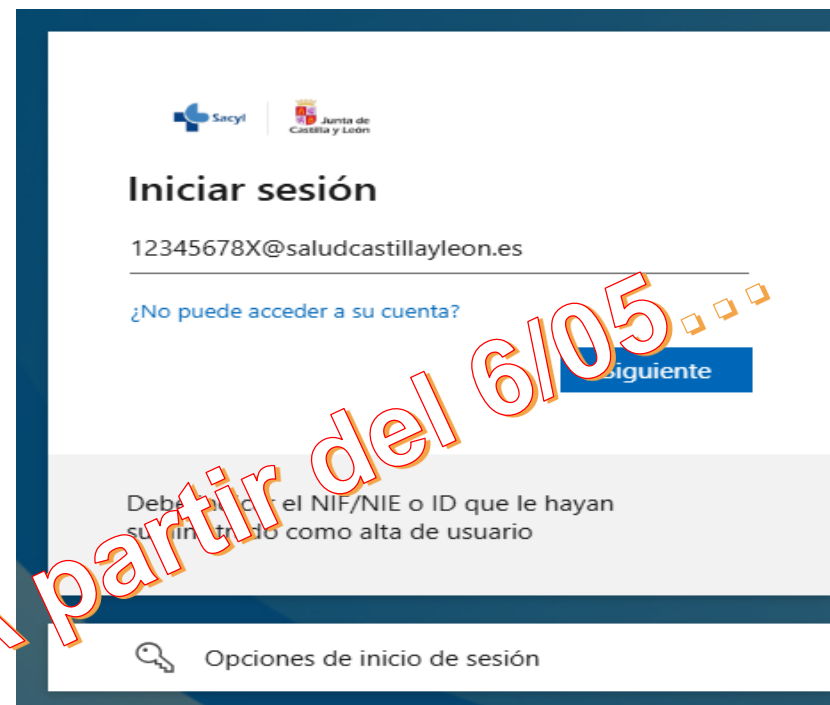 Sacyl
Junta de
Castilla y León
Iniciar sesión
12345678X@saludcastillayleon.es
¿No puede acceder a su cuenta?
Siguiente
A partir del 6/05...
el NIF/NIE o ID que le hayan
como alta de usuario
Opciones de inicio de sesión